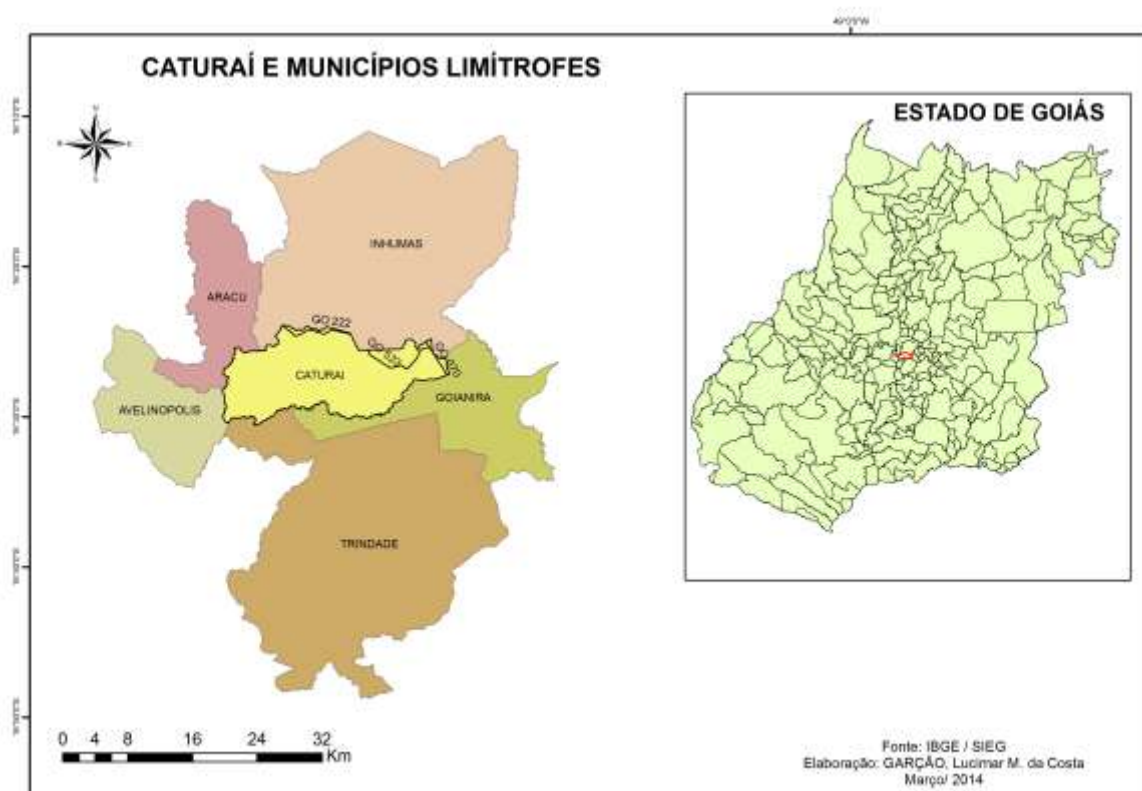 CATURAÍ E MUNICÍPIOS LIMÍTROFES
ESTADO DE GOIÁS
INHUMAS
ARACU
GO 222
CATURAI
GOIANIRA
AVELINOPOLIS
TRINDADE
0 4 8 16 24 32
Km
Fonte: IBGE / SIEG
Elaboração: GARÇÃO, Lucimar M. da Costa
Março/ 2014